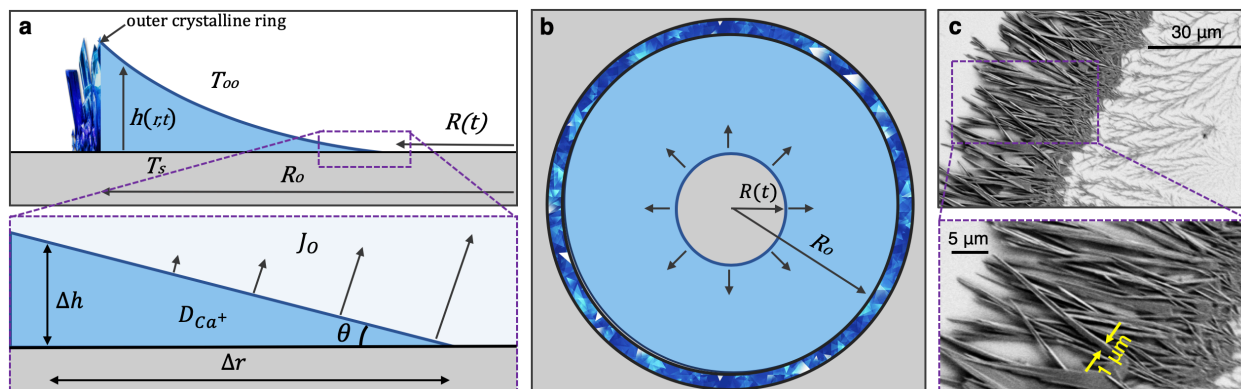 a
outer crystalline ring
T∞
h(r,t)
R(t)
Ts
Ro
JO
Δh
DCa+
θ
Δr
b
R(t)
Ro
c
30 μm
5 μm
1 μm